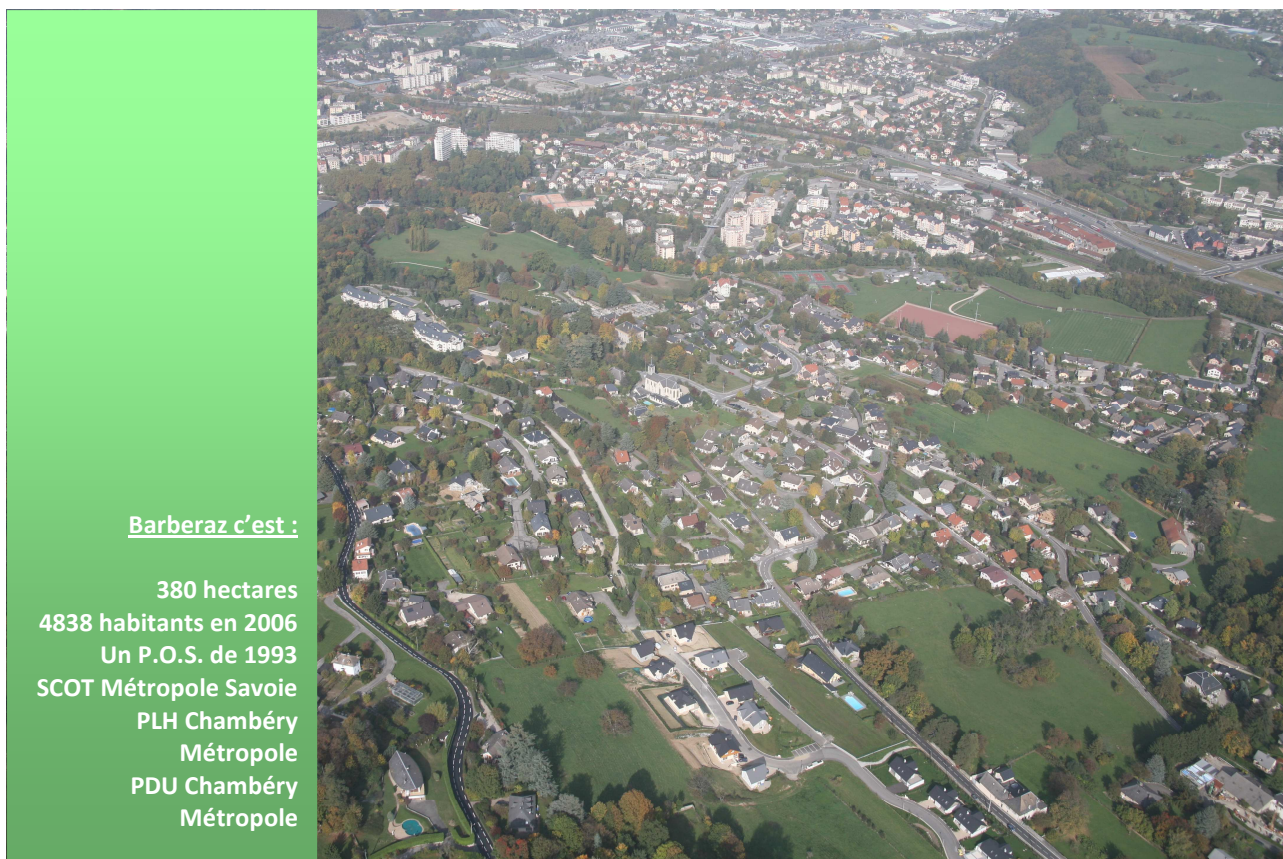 Barberaz c’est :
380 hectares
4838 habitants en 2006
Un P.O.S. de 1993
SCOT Métropole Savoie
PLH Chambéry
Métropole
PDU Chambéry
Métropole